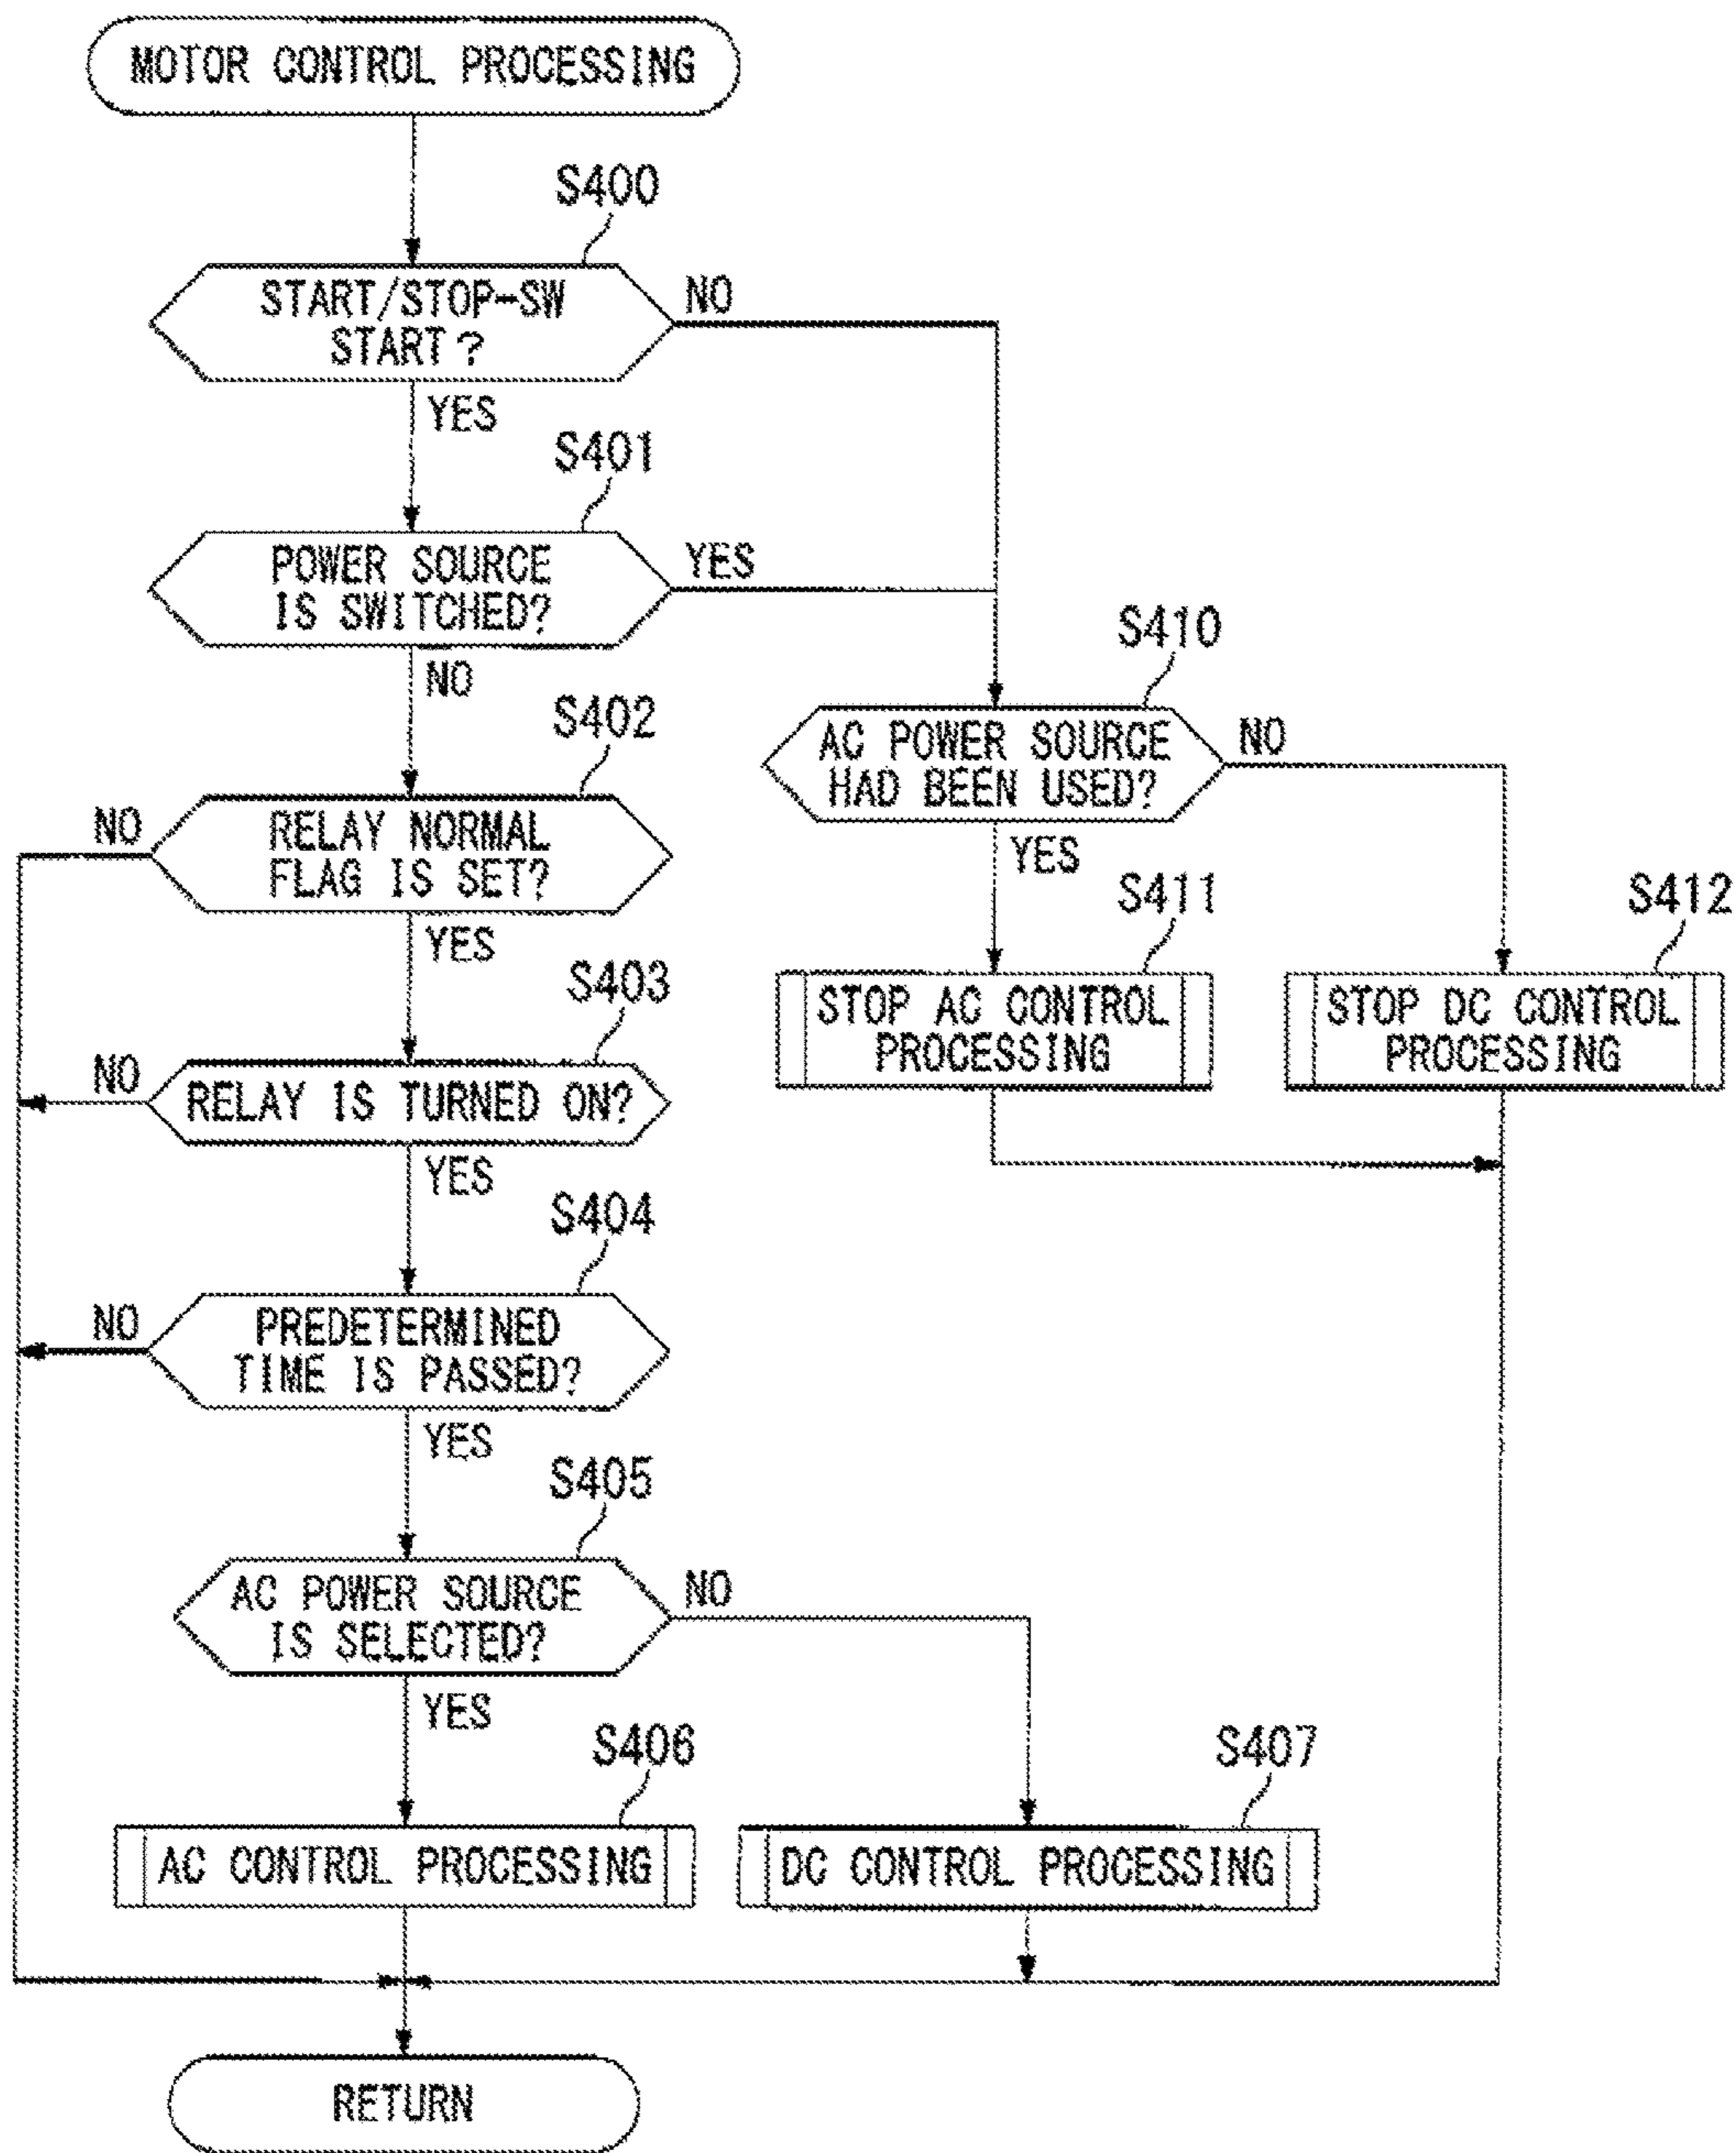 MOTOR CONTROL PROCESSING
S400
START/STOP-SW
START?
NO
YES
S401
POWER SOURCE
IS SWITCHED?
YES
NO
S410
AC POWER SOURCE
HAD BEEN USED?
NO
YES
S402
RELAY NORMAL
FLAG IS SET?
NO
YES
S411
STOP AC CONTROL
PROCESSING
S412
STOP DC CONTROL
PROCESSING
S403
RELAY IS TURNED ON?
NO
YES
S404
PREDETERMINED
TIME IS PASSED?
NO
YES
S405
AC POWER SOURCE
IS SELECTED?
NO
YES
S406
AC CONTROL PROCESSING
S407
DC CONTROL PROCESSING
RETURN